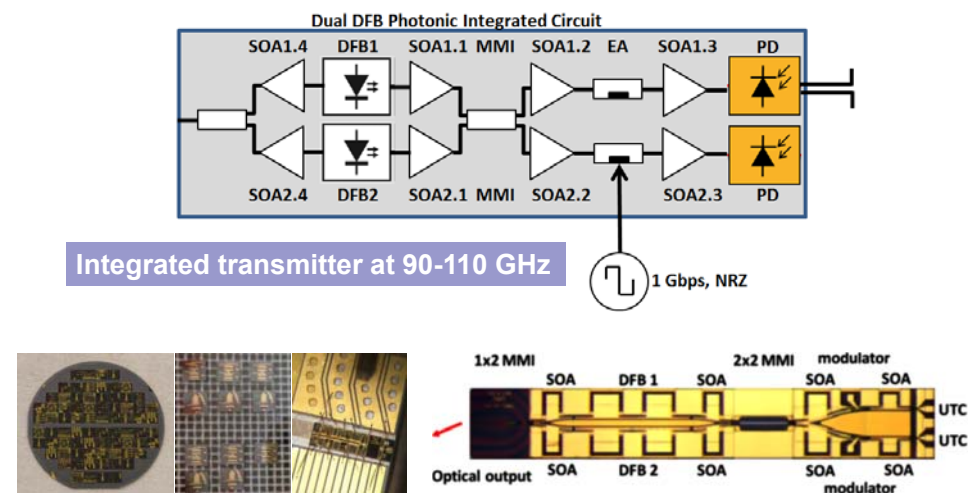 Dual DFB Photonic Integrated Circuit
SOA1.4 DFB1 SOA1.1 MMI SOA1.2 EA SOA1.3 PD
SOA2.4 DFB2 SOA2.1 MMI SOA2.2 SOA2.3 PD
Integrated transmitter at 90-110 GHz
1 Gbps, NRZ
1x2 MMI 2x2 MMI modulator
SOA DFB 1 SOA SOA SOA
UTC
UTC
Optical output SOA DFB 2 SOA SOA SOA
modulator